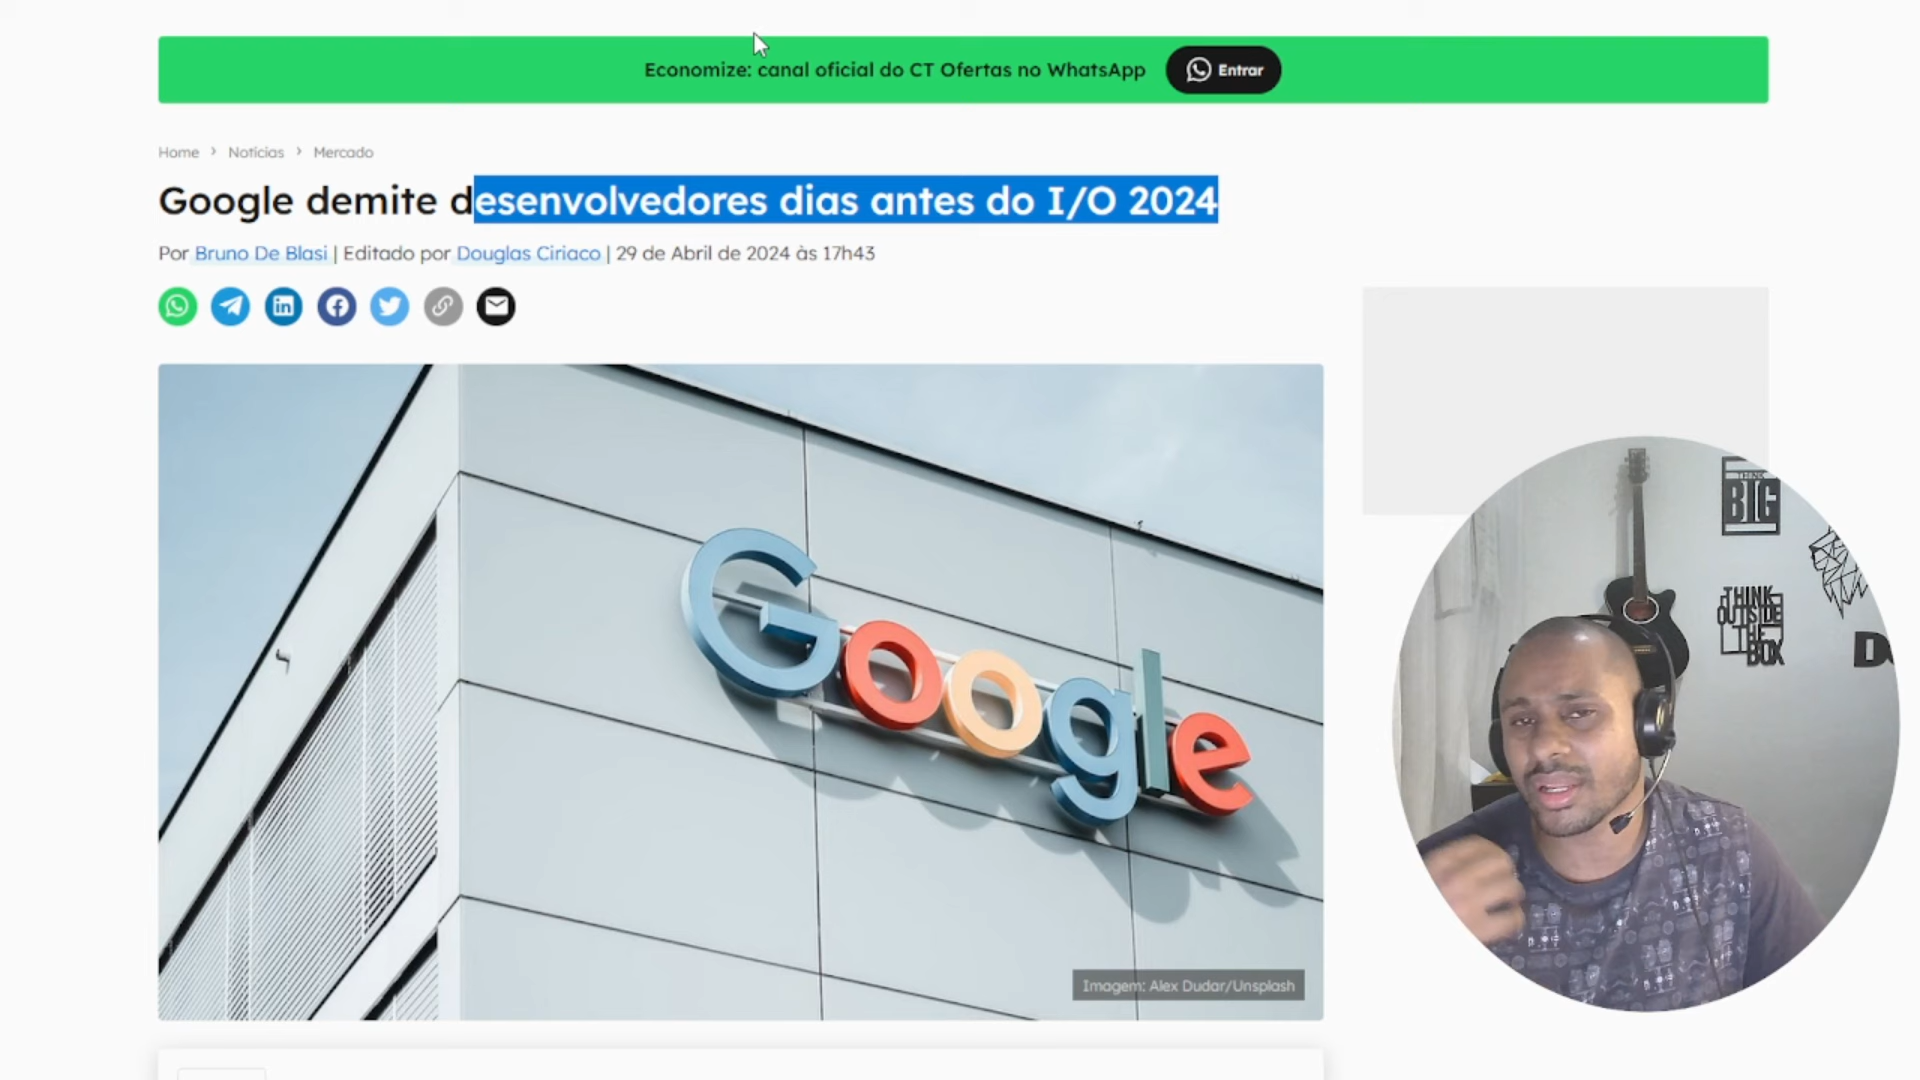 Economize: canal oficial do CT Ofertas no WhatsApp
Entrar
Home > Notícias > Mercado
Google demite desenvolvedores dias antes do I/O 2024
Por Bruno De Blasi | Editado por Douglas Ciriaco | 29 de Abril de 2024 às 17h43
Google
Imagem: Alex Dudar/Unsplash
THINK
BIG
THINK
OUTSIDE
THE
BOX